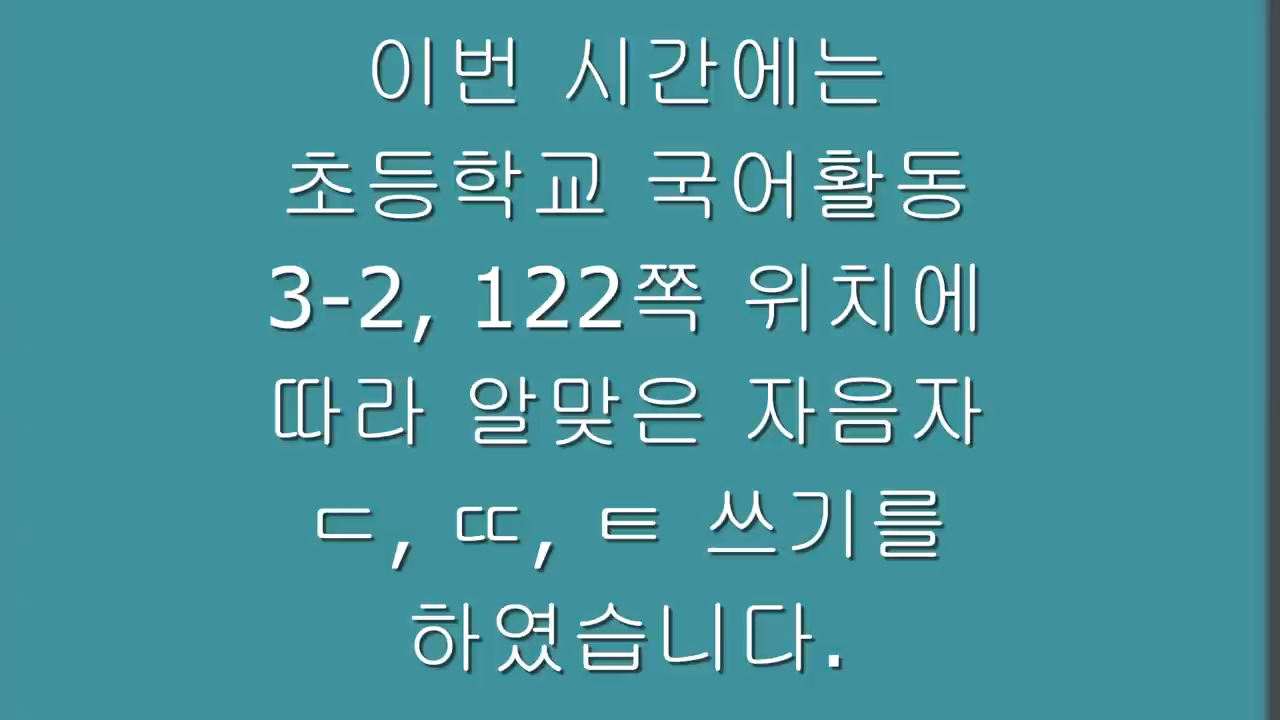 이번 시간에는
초등학교 국어활동
3-2, 122쪽 위치에
따라 알맞은 자음자
ㄷ, ㄸ, ㅌ 쓰기를
하였습니다.